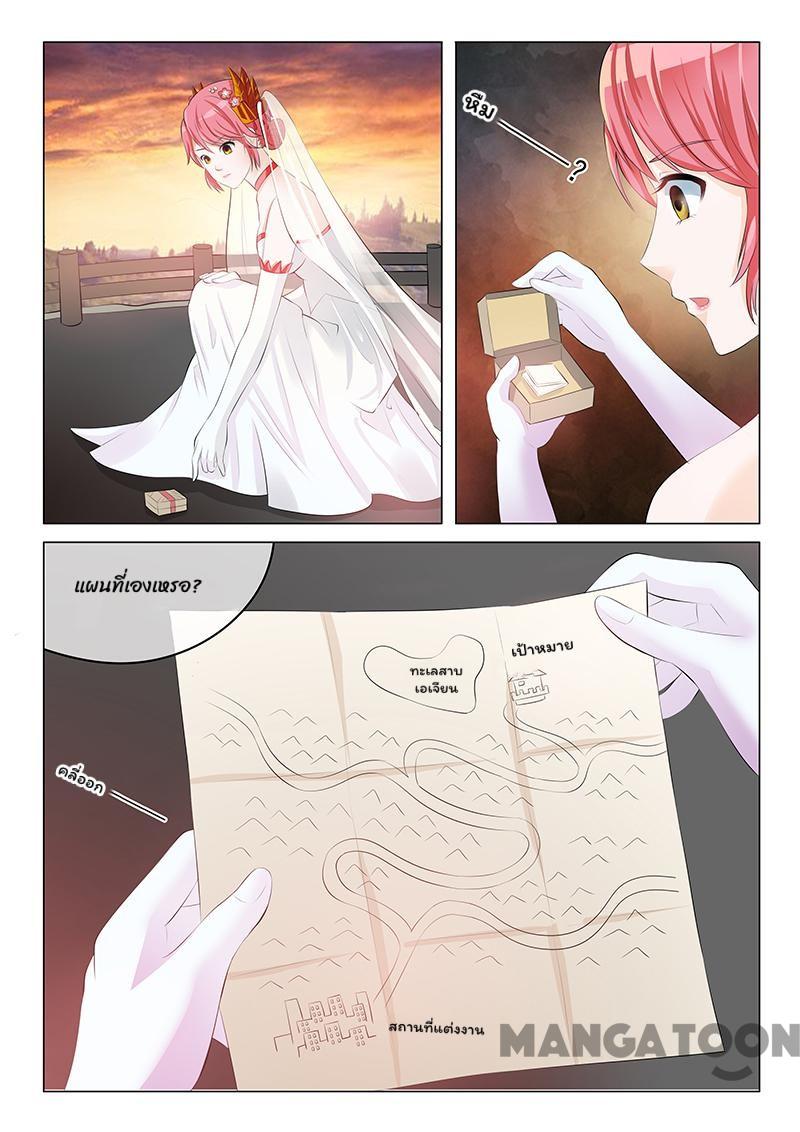 หืม
?
แผนที่เองเหรอ?
เป้าหมาย
ทะเลสาบ
เอเจียน
คลี่ออก
สถานที่แต่งงาน
MANGATOON